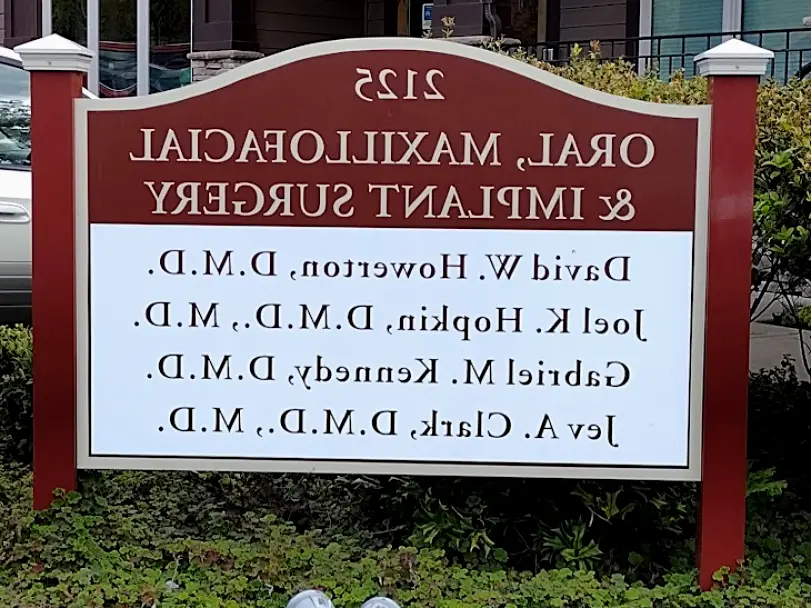 2125
ORAL, MAXILLOFACIAL
& IMPLANT SURGERY
David W. Howerton, D.M.D.
Joel K. Hopkin, D.M.D., M.D.
Gabriel M. Kennedy, D.M.D.
Jev A. Clark, D.M.D., M.D.